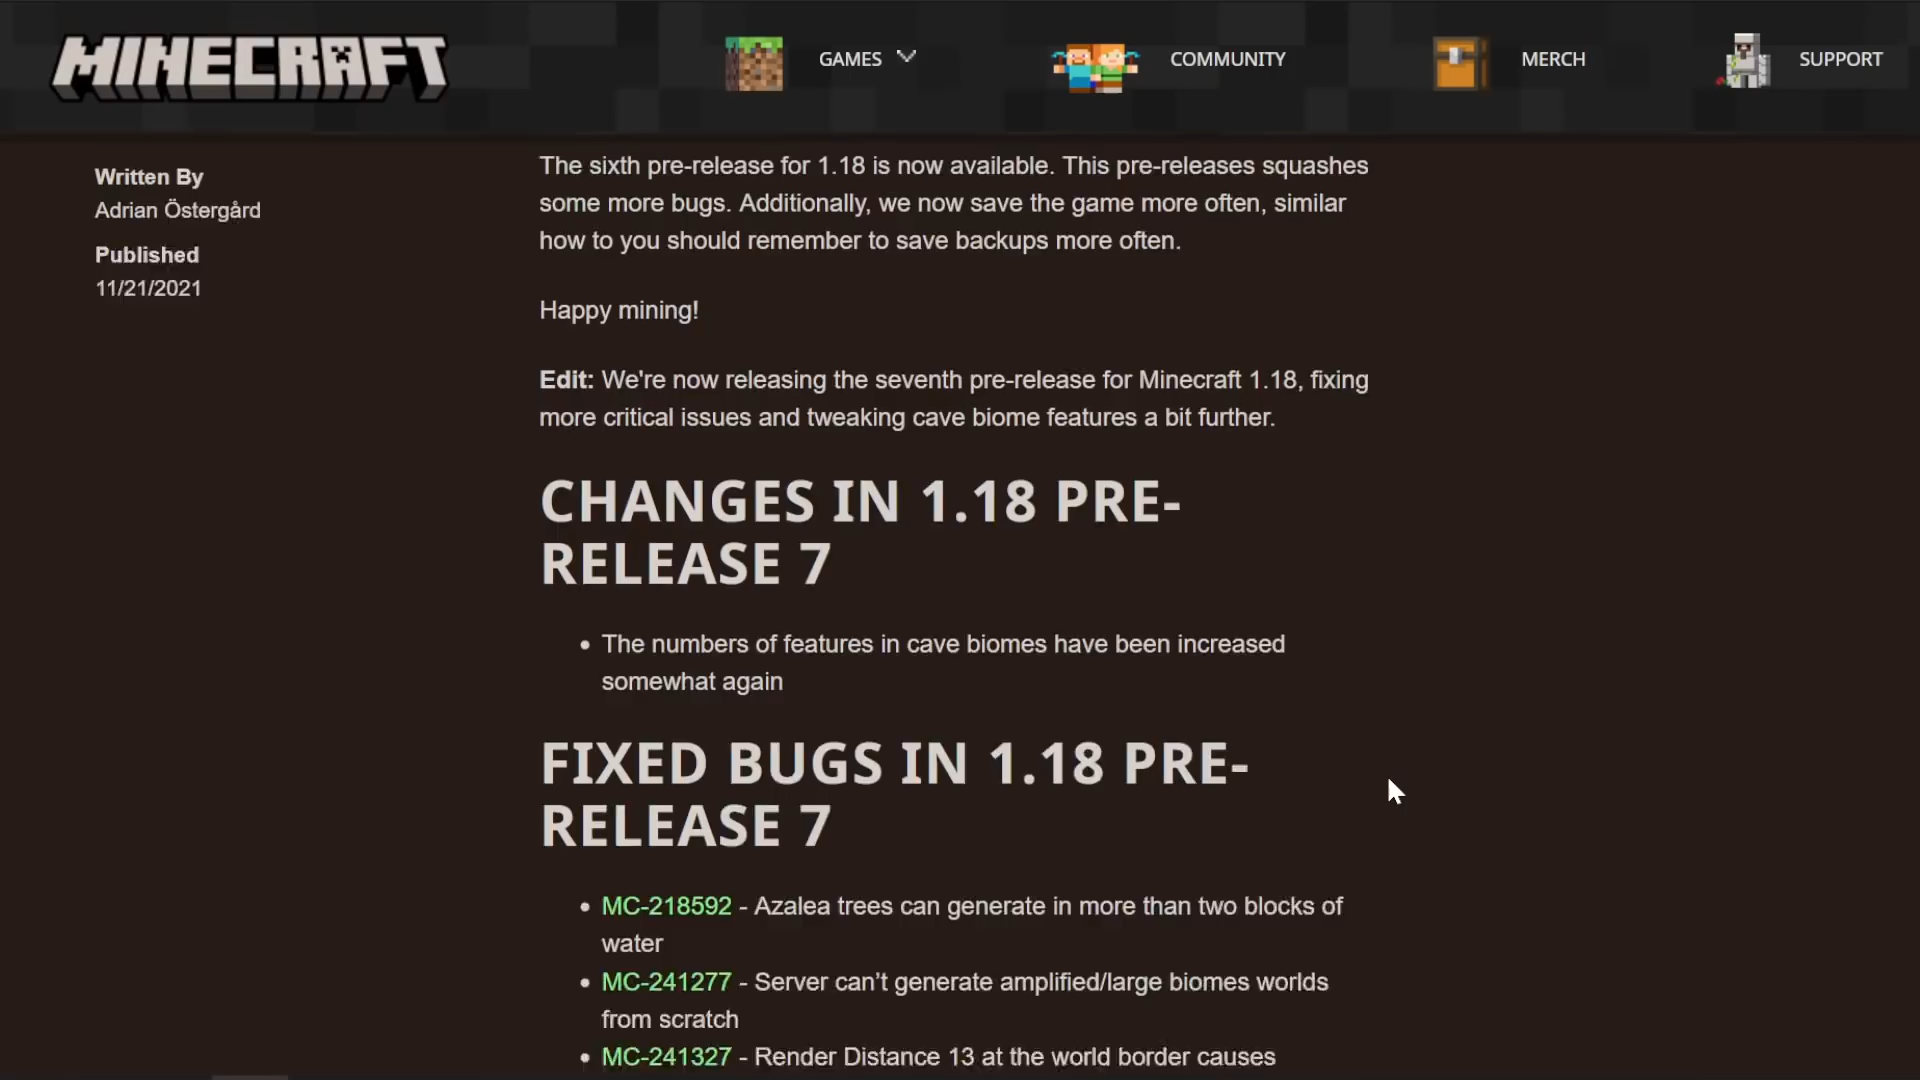 MINECRAFT
GAMES
COMMUNITY
MERCH
SUPPORT
Written By
Adrian Östergård
Published
11/21/2021
The sixth pre-release for 1.18 is now available. This pre-releases squashes
some more bugs. Additionally, we now save the game more often, similar
how to you should remember to save backups more often.
Happy mining!
Edit: We're now releasing the seventh pre-release for Minecraft 1.18, fixing
more critical issues and tweaking cave biome features a bit further.
CHANGES IN 1.18 PRE-
RELEASE 7
• The numbers of features in cave biomes have been increased
somewhat again
FIXED BUGS IN 1.18 PRE-
RELEASE 7
• MC-218592 - Azalea trees can generate in more than two blocks of
water
• MC-241277 - Server can’t generate amplified/large biomes worlds
from scratch
• MC-241327 - Render Distance 13 at the world border causes